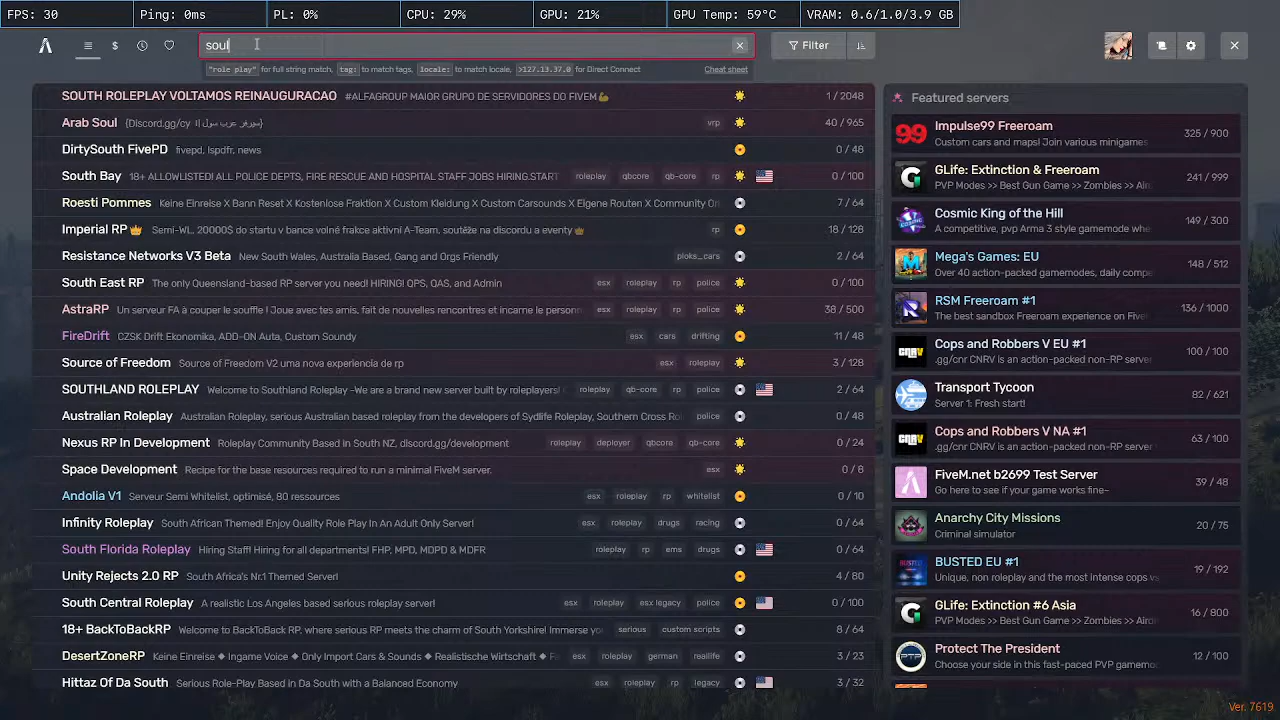 FPS: 30
Ping: 0ms
PL: 0%
CPU: 29%
GPU: 21%
GPU Temp: 59°C
VRAM: 0.6/1.0/3.9 GB
soul
Filter
"role play" for full string match, tag: to match tags, locale: to match locale, >127.13.37.0 for Direct Connect
Cheat sheet
SOUTH ROLEPLAY VOLTAMOS REINAUGURACAO #ALFAGROUP MAIOR GRUPO DE SERVIDORES DO FIVEM💪 1 / 2048
Arab Soul {Discord.gg/cy سيرفر عرب سول ||} vrp 40 / 965
DirtySouth FivePD fivepd, lspdfr, news 0 / 48
South Bay 18+ ALLOWLISTED ALL POLICE DEPTS, FIRE RESCUE AND HOSPITAL STAFF JOBS HIRING.START roleplay qbcore qb-core rp 0 / 100
Roesti Pommes Keine Einreise X Bann Reset X Kostenlose Fraktion X Custom Kleidung X Custom Carsounds X Eigene Routen X Community On 7 / 64
Imperial RP👑 Semi-WL, 22500$ do startu v bance volné frakce aktivní A-Team, soutěže na discordu a eventy 👑 rp 18 / 128
Resistance Networks V3 Beta New South Wales, Australia Based, Gang and Orgs Friendly ploks_cars 2 / 64
South East RP The only Queensland-based RP server you need! HIRING! QPS, QAS, and Admin esx roleplay rp police 0 / 100
AstraRP Un serveur FA à couper le souffle ! Joue avec tes amis, fait de nouvelles rencontres et incarne le personn esx roleplay rp police 38 / 500
FireDrift CZSK Drift Ekonomika, ADD-ON Auta, Custom Soundy esx cars drifting 11 / 48
Source of Freedom Source of Freedom V2 uma nova experiencia de rp esx roleplay 3 / 128
SOUTHLAND ROLEPLAY Welcome to Southland Roleplay -We are a brand new server built by roleplayers! roleplay qb-core rp police 2 / 64
Australian Roleplay Australian Roleplay, serious Australian based roleplay from the developers of Sydlife Roleplay, Southern Cross Ro police 0 / 48
Nexus RP In Development Roleplay Community Based in South NZ, discord.gg/development roleplay deployer qbcore qb-core 0 / 24
Space Development Recipe for the base resources required to run a minimal FiveM server. esx 0 / 8
Andolia V1 Serveur Semi Whitelist, optimisé, 80 ressources esx roleplay rp whitelist 0 / 10
Infinity Roleplay South African Themed! Enjoy Quality Role Play In An Adult Only Server! esx roleplay drugs racing 0 / 64
South Florida Roleplay Hiring Staff! Hiring for all departments! FHP, MPD, MDPD & MDFR roleplay rp ems drugs 0 / 64
Unity Rejects 2.0 RP South Africa's Nr.1 Themed Server! 4 / 80
South Central Roleplay A realistic Los Angeles based serious roleplay server! esx roleplay esx legacy police 0 / 100
18+ BackToBackRP Welcome to BackToBack RP, where serious RP meets the charm of South Yorkshire! Immerse yo serious custom scripts 8 / 64
DesertZoneRP Keine Einreise ◆ Ingame Voice ◆ Only Import Cars & Sounds ◆ Realistische Wirtschaft ◆ Fi esx roleplay german reallife 3 / 23
Hittaz Of Da South Serious role-Play Based In Da South with a Balanced Economy esx roleplay rp legacy 3 / 32
Featured servers
Impulse99 Freeroam
Custom cars and maps! Join various minigames
325 / 900
GLife: Extinction & Freeroam
PVP Modes >> Best Gun Game >> Zombies >> Air
241 / 999
Cosmic King of the Hill
A competitive, pvp Arma 3 style gamemode whe
149 / 300
Mega's Games: EU
Over 40 action-packed gamemodes, daily compe
148 / 512
RSM Freeroam #1
The best sandbox Freeroam experience on Five
136 / 1000
Cops and Robbers V EU #1
.gg/cnr CNRV is an action-packed non-RP server
100 / 100
Transport Tycoon
Server 1: Fresh start!
82 / 621
Cops and Robbers V NA #1
.gg/cnr CNRV is an action-packed non-RP server
63 / 100
FiveM.net b2699 Test Server
Go here to see if your game works fine~
39 / 48
Anarchy City Missions
Criminal simulator
20 / 75
BUSTED EU #1
Unique, non roleplay and the most intense cops vs
19 / 192
GLife: Extinction #6 Asia
PVP Modes >> Best Gun Game >> Zombies >> Airdr
16 / 800
Protect The President
Choose your side in this fast-paced PVP gamemod
12 / 100
Ver. 7619